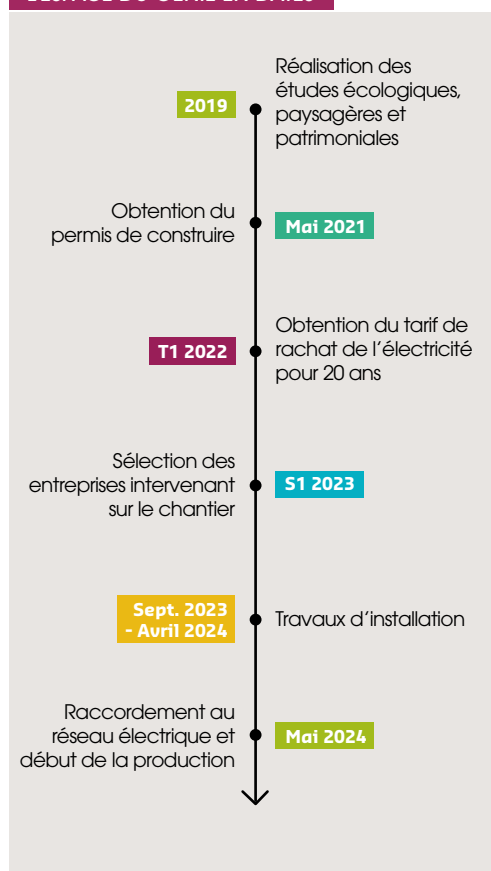 2019
Réalisation des
études écologiques,
paysagères et
patrimoniales
Obtention du
permis de construire
Mai 2021
T1 2022
Obtention du tarif de
rachat de l’électricité
pour 20 ans
Sélection des
entreprises intervenant
sur le chantier
S1 2023
Sept. 2023
- Avril 2024
Travaux d’installation
Raccordement au
réseau électrique et
début de la production
Mai 2024